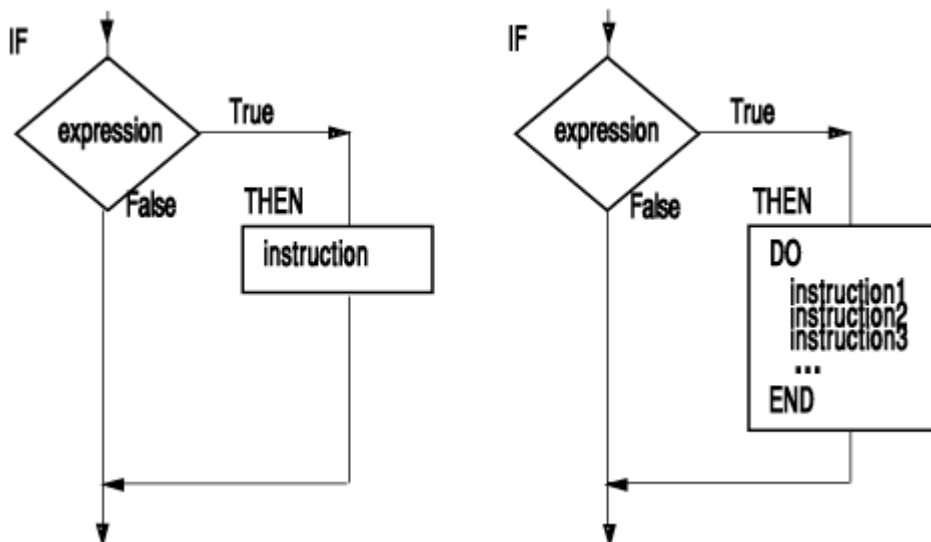 IF
expression
True
False
THEN
instruction
IF
expression
True
False
THEN
DO
instruction1
instruction2
instruction3
...
END